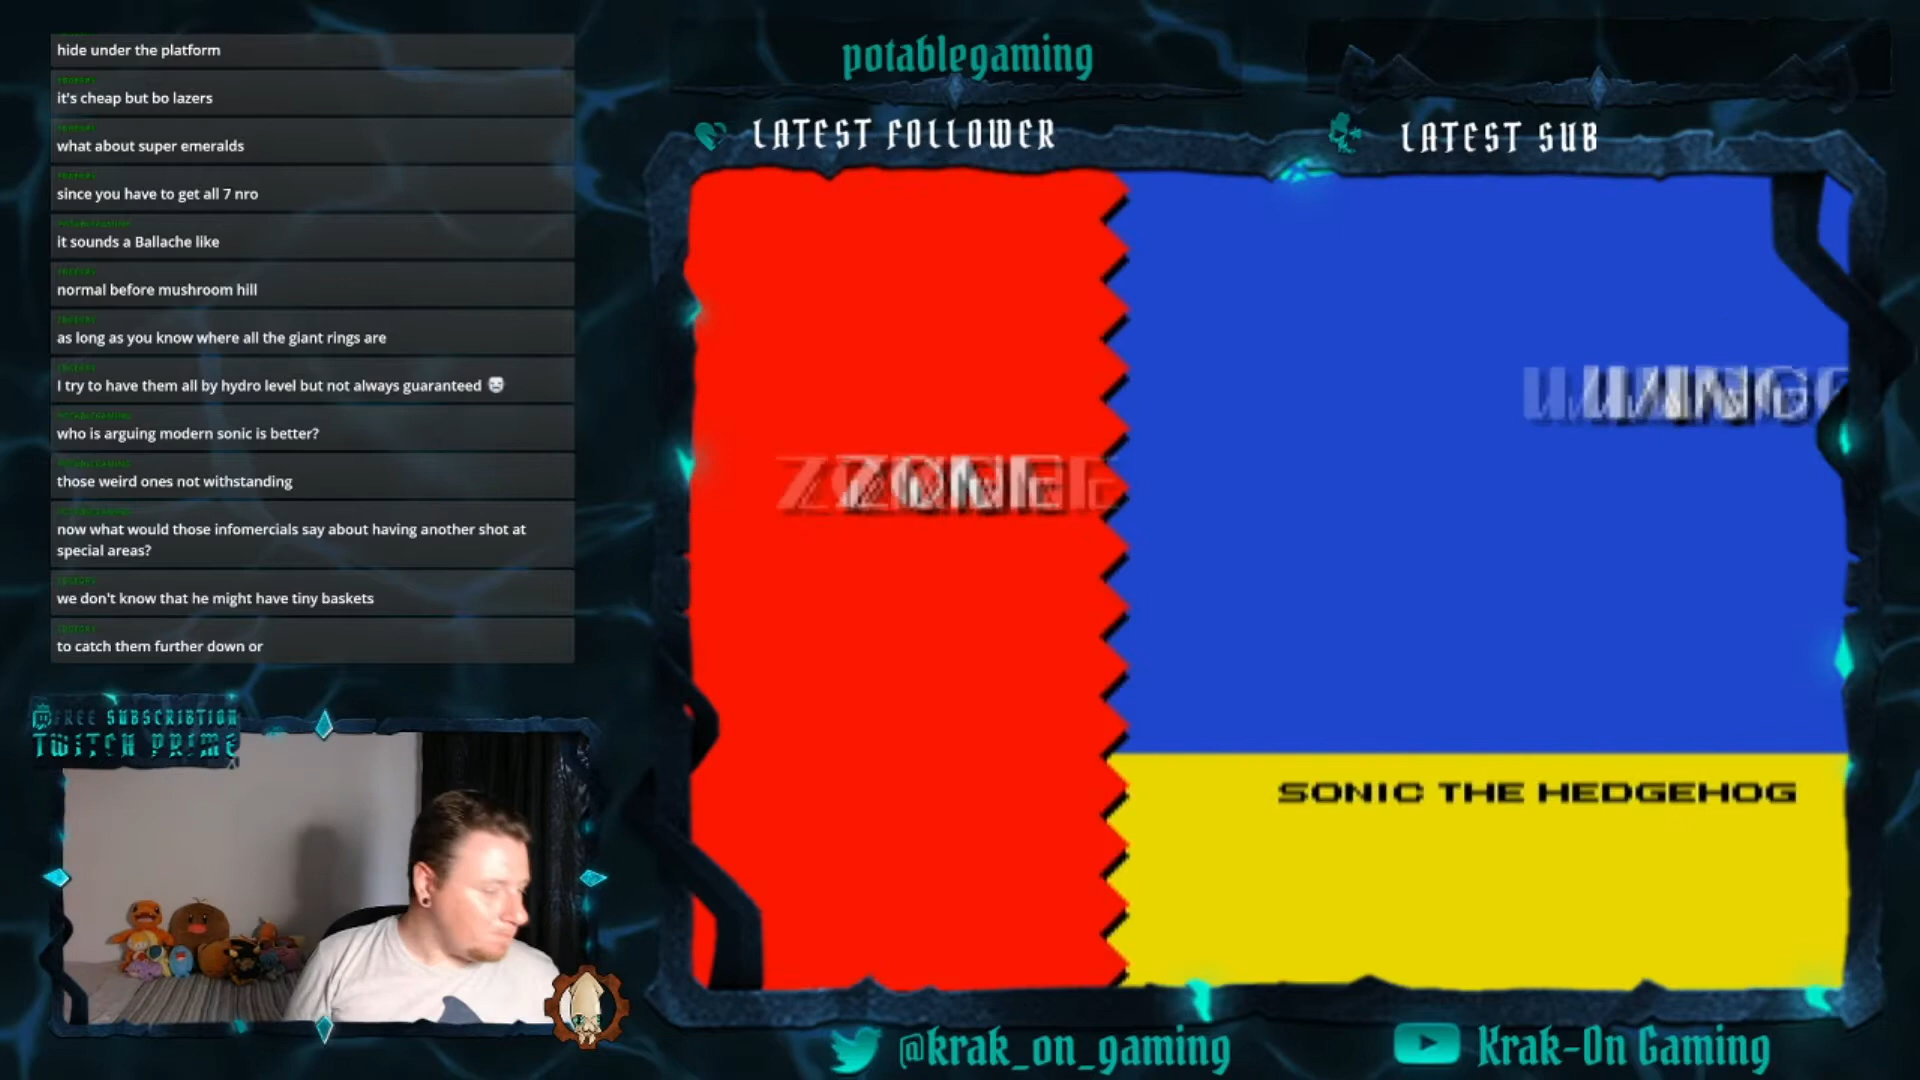 hide under the platform
it's cheap but bo lazers
what about super emeralds
since you have to get all 7 nro
it sounds a Ballache like
normal before mushroom hill
as long as you know where all the giant rings are
I try to have them all by hydro level but not always guaranteed
who is arguing modern sonic is better?
those weird ones not withstanding
now what would those infomercials say about having another shot at
special areas?
we don't know that he might have tiny baskets
to catch them further down or
potablegaming
LATEST FOLLOWER
LATEST SUB
ZONE
SONIC THE HEDGEHOG
FREE SUBSCRIBTION
TWITCH PRIME
@krak_on_gaming
Krak-On Gaming